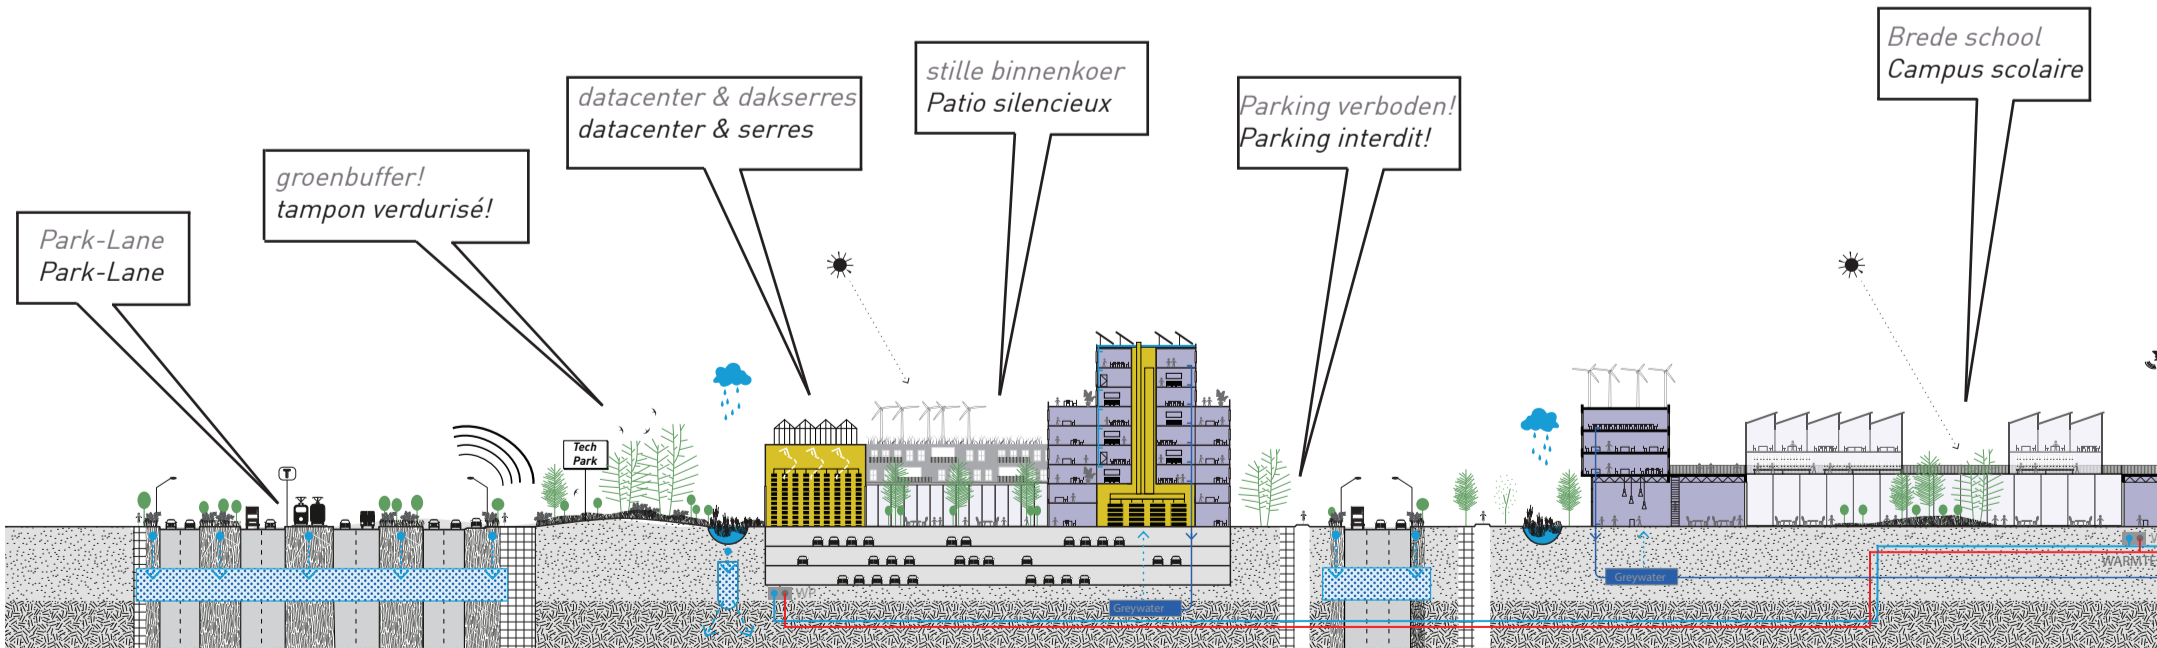 Park-Lane
Park-Lane
groenbuffer!
tampon verdurisé!
datacenter & dakserres
datacenter & serres
stille binnenkoer
Patio silencieux
Parking verboden!
Parking interdit!
Brede school
Campus scolaire
T
Tech
Park
WP
Greywater
Greywater
WARMTE